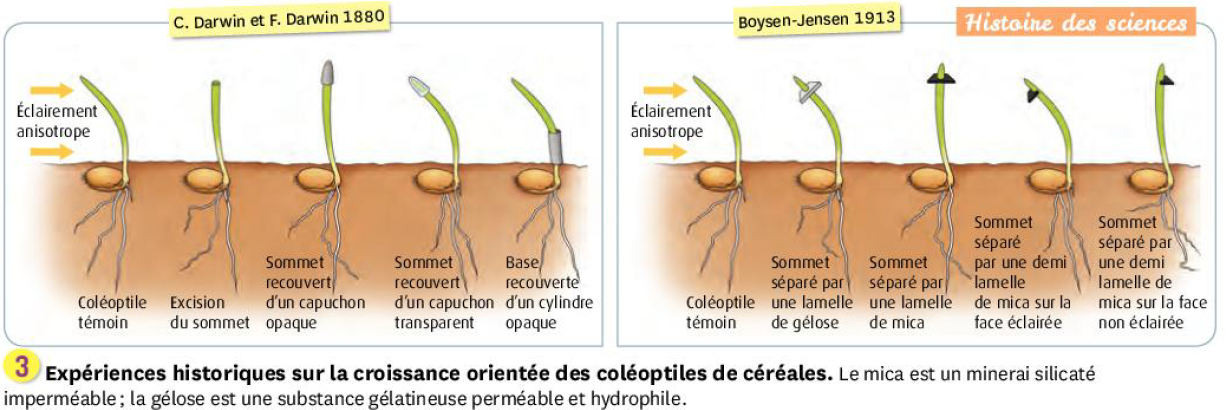 C. Darwin et F. Darwin 1880
Éclairement
anisotrope
Coléoptile
témoin
Excision
du sommet
Sommet
recouvert
d'un capuchon
opaque
Sommet
recouvert
d'un capuchon
transparent
Base
recouverte
d'un cylindre
opaque
Boysen-Jensen 1913
Histoire des sciences
Éclairement
anisotrope
Coléoptile
témoin
Sommet
séparé par
une lamelle
de gélose
Sommet
séparé par
une lamelle
de mica
Sommet
séparé
par une demi
lamelle
de mica sur la
face éclairée
Sommet
séparé par
une demi
lamelle de
mica sur la face
non éclairée
3 Expériences historiques sur la croissance orientée des coléoptiles de céréales. Le mica est un minerai silicaté
imperméable ; la gélose est une substance gélatineuse perméable et hydrophile.